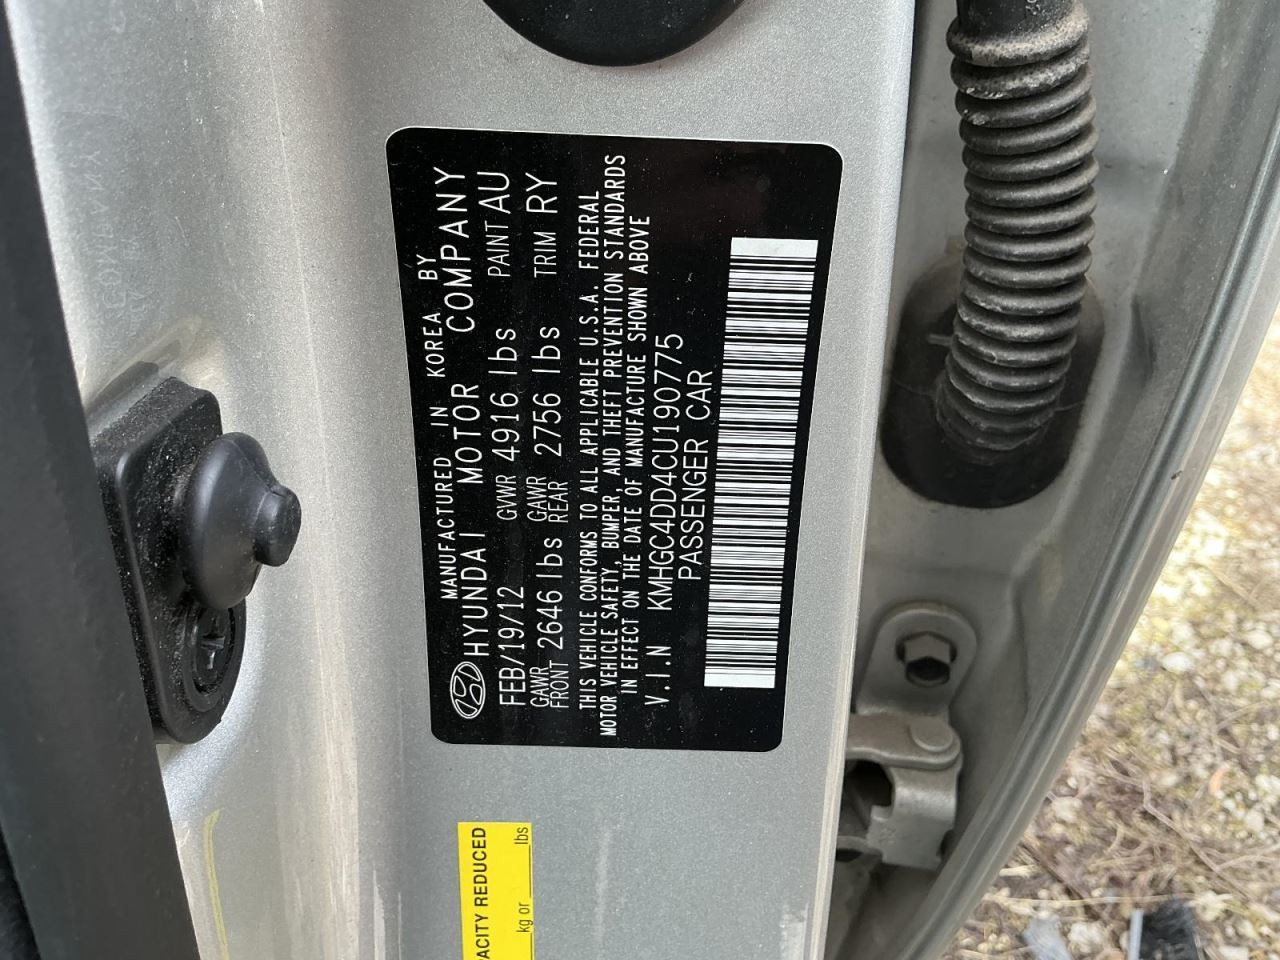 MANUFACTURED IN KOREA BY
HYUNDAI MOTOR COMPANY
FEB/19/12 GVWR 4916 lbs PAINT AU
GAWR FRONT 2646 lbs GAWR REAR 2756 lbs TRIM RY
THIS VEHICLE CONFORMS TO ALL APPLICABLE U.S.A. FEDERAL
MOTOR VEHICLE SAFETY, BUMPER, AND THEFT PREVENTION STANDARDS
IN EFFECT ON THE DATE OF MANUFACTURE SHOWN ABOVE
V.I.N KMHGC4DD4CU190775
PASSENGER CAR
REDUCED
kg or lbs